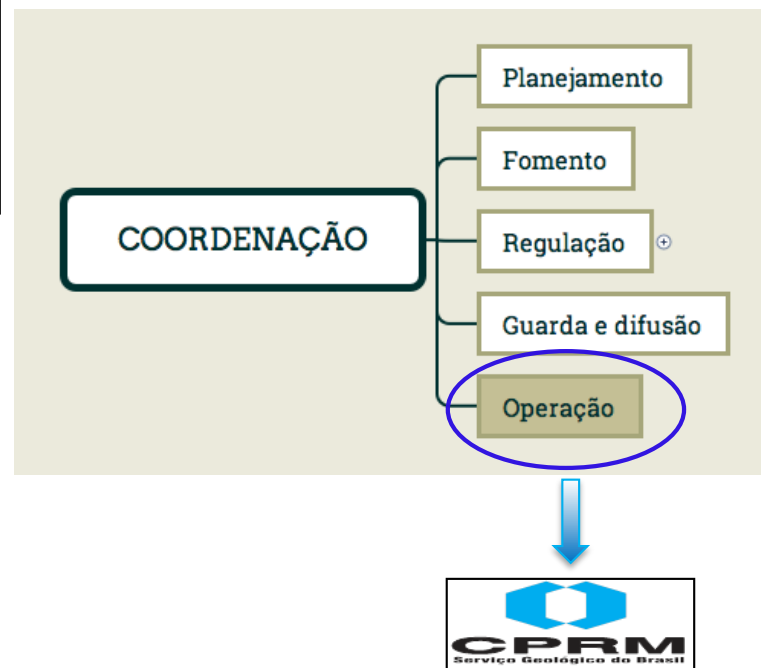 COORDENAÇÃO
Planejamento
Fomento
Regulação
Guarda e difusão
Operação
CPRM
Serviço Geológico do Brasil